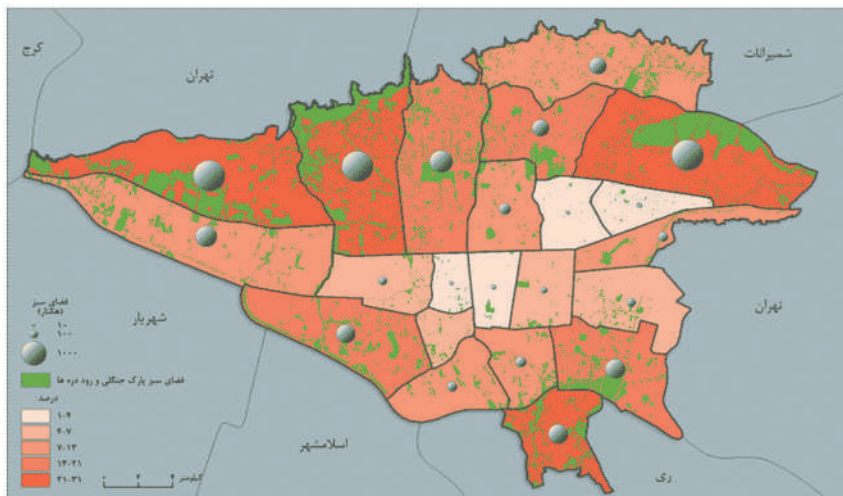 کرج
تهران
شمیرانات
تهران
شهریار
اسلامشهر
ری
فضای سبز
(هکتار)
۱۰
۱۰۰
۱۰۰۰
فضای سبز پارک جنگلی و رود دره ها
درصد
۱-۴
۴-۷
۷-۱۳
۱۴-۲۱
۲۱-۳۱
کیلومتر